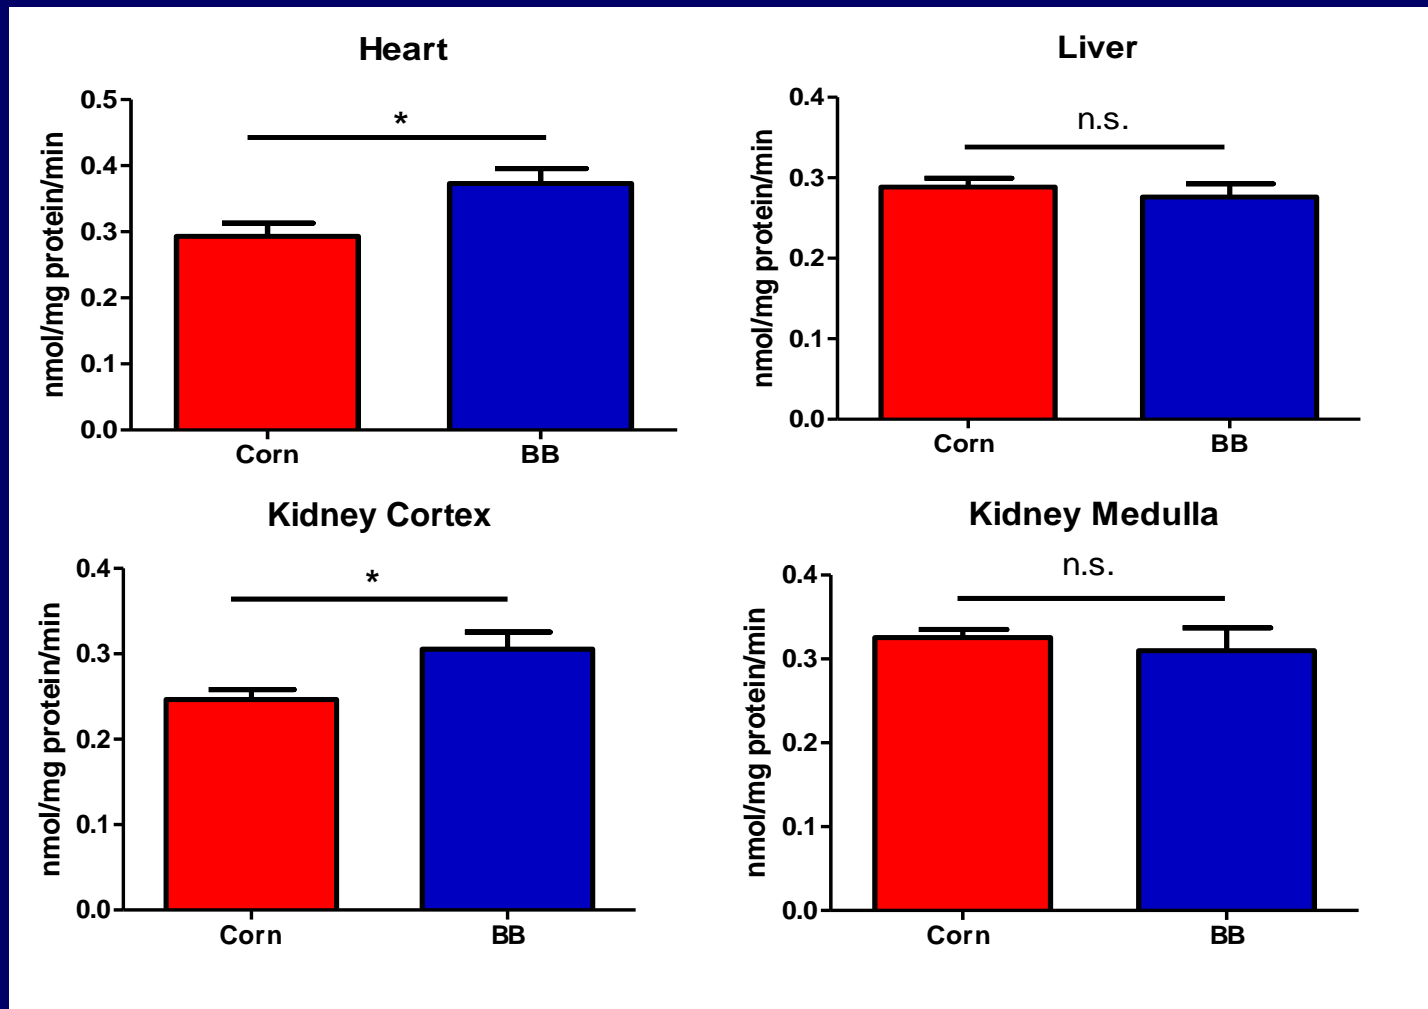 Heart
nmol/mg protein/min
0.5
0.4
0.3
0.2
0.1
0.0
*
Corn
BB
Liver
nmol/mg protein/min
0.4
0.3
0.2
0.1
0.0
n.s.
Corn
BB
Kidney Cortex
nmol/mg protein/min
0.4
0.3
0.2
0.1
0.0
*
Corn
BB
Kidney Medulla
nmol/mg protein/min
0.4
0.3
0.2
0.1
0.0
n.s.
Corn
BB